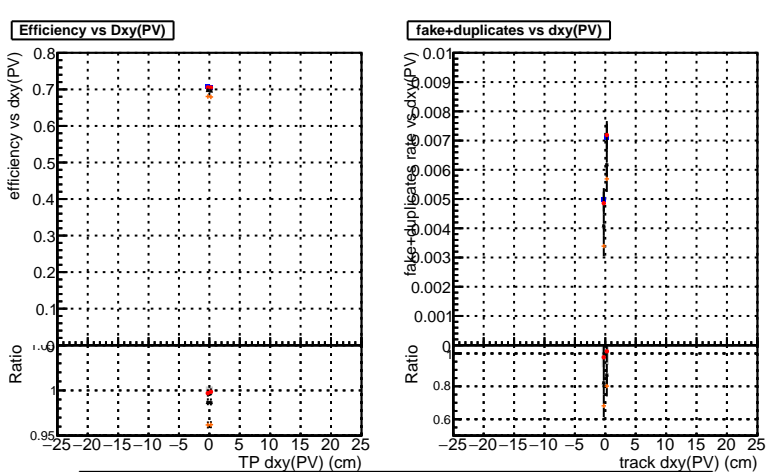 Efficiency vs Dxy(PV)
efficiency vs dxy(PV)
0.8
0.7
0.6
0.5
0.4
0.3
0.2
0.1
0
Ratio
1
0.95
−25 −20 −15 −10 −5 0 5 10 15 20 25
TP dxy(PV) (cm)
fake+duplicates vs dxy(PV)
fake+duplicates rate vs dxy(PV)
0.01
0.009
0.008
0.007
0.006
0.005
0.004
0.003
0.002
0.001
0
Ratio
1
0.8
0.6
−25 −20 −15 −10 −5 0 5 10 15 20 25
track dxy(PV) (cm)